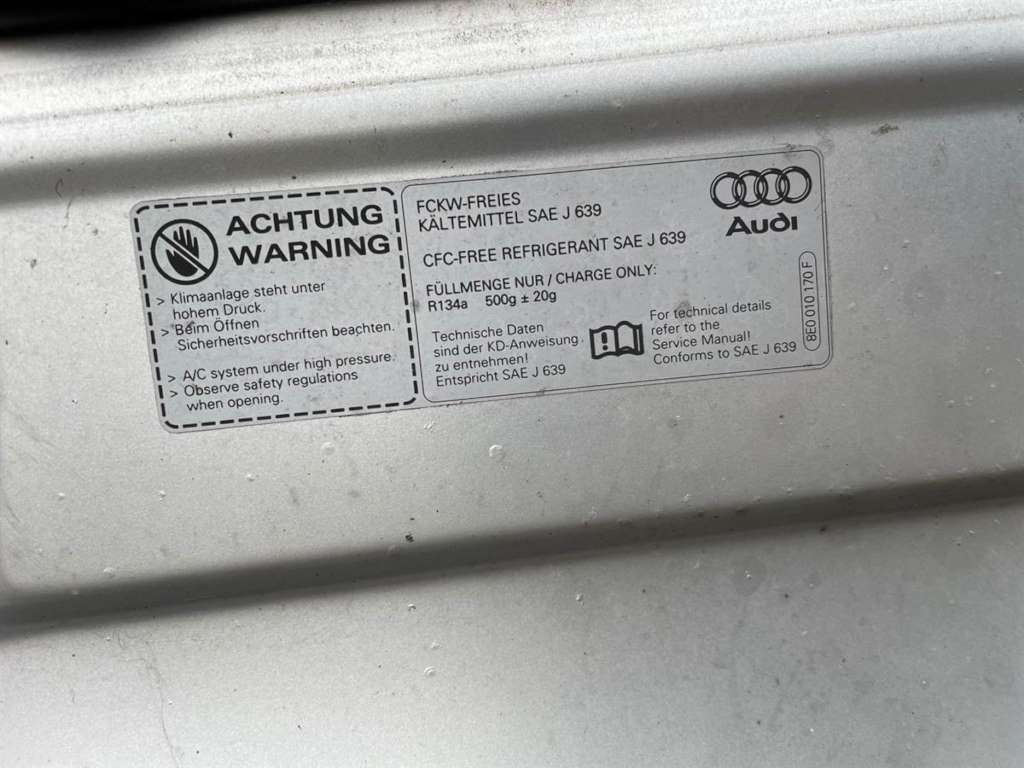 ACHTUNG
WARNING
> Klimaanlage steht unter
hohem Druck.
> Beim Öffnen
Sicherheitsvorschriften beachten.
> A/C system under high pressure.
> Observe safety regulations
when opening.
FCKW-FREIES
KÄLTEMITTEL SAE J 639
CFC-FREE REFRIGERANT SAE J 639
FÜLLMENGE NUR / CHARGE ONLY:
R134a 500g ± 20g
Technische Daten
sind der KD-Anweisung
zu entnehmen!
Entspricht SAE J 639
For technical details
refer to the
Service Manual!
Conforms to SAE J 639
Audi
8E0 010 170 F